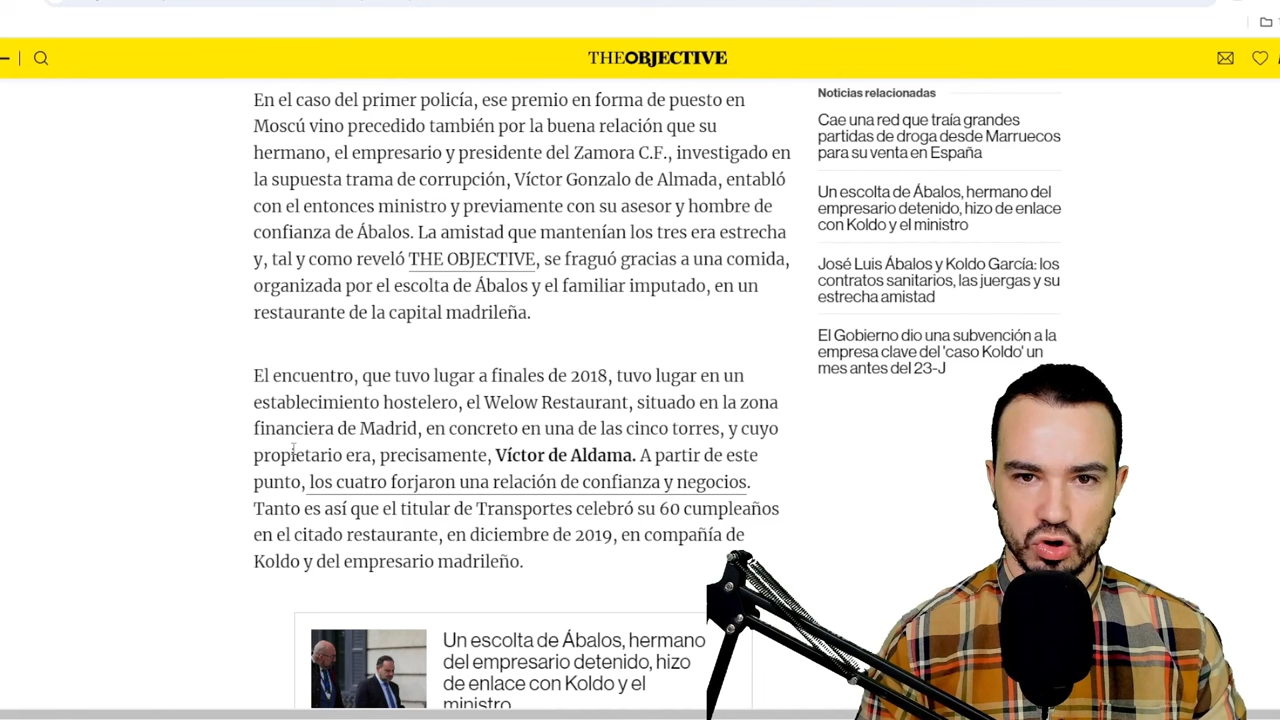 THE OBJECTIVE
En el caso del primer policía, ese premio en forma de puesto en
Moscú vino precedido también por la buena relación que su
hermano, el empresario y presidente del Zamora C.F., investigado en
la supuesta trama de corrupción, Víctor Gonzalo de Almada, entabló
con el entonces ministro y previamente con su asesor y hombre de
confianza de Ábalos. La amistad que mantenían los tres era estrecha
y, tal y como reveló THE OBJECTIVE, se fraguó gracias a una comida,
organizada por el escolta de Ábalos y el familiar imputado, en un
restaurante de la capital madrileña.
El encuentro, que tuvo lugar a finales de 2018, tuvo lugar en un
establecimiento hostelero, el Welow Restaurant, situado en la zona
financiera de Madrid, en concreto en una de las cinco torres, y cuyo
propietario era, precisamente, Víctor de Aldama. A partir de este
punto, los cuatro forjaron una relación de confianza y negocios.
Tanto es así que el titular de Transportes celebró su 60 cumpleaños
en el citado restaurante, en diciembre de 2019, en compañía de
Koldo y del empresario madrileño.
Un escolta de Ábalos, hermano
del empresario detenido, hizo
de enlace con Koldo y el
ministro
Noticias relacionadas
Cae una red que traía grandes
partidas de droga desde Marruecos
para su venta en España
Un escolta de Ábalos, hermano del
empresario detenido, hizo de enlace
con Koldo y el ministro
José Luis Ábalos y Koldo García: los
contratos sanitarios, las juergas y su
estrecha amistad
El Gobierno dio una subvención a la
empresa clave del 'caso Koldo' un
mes antes del 23-J